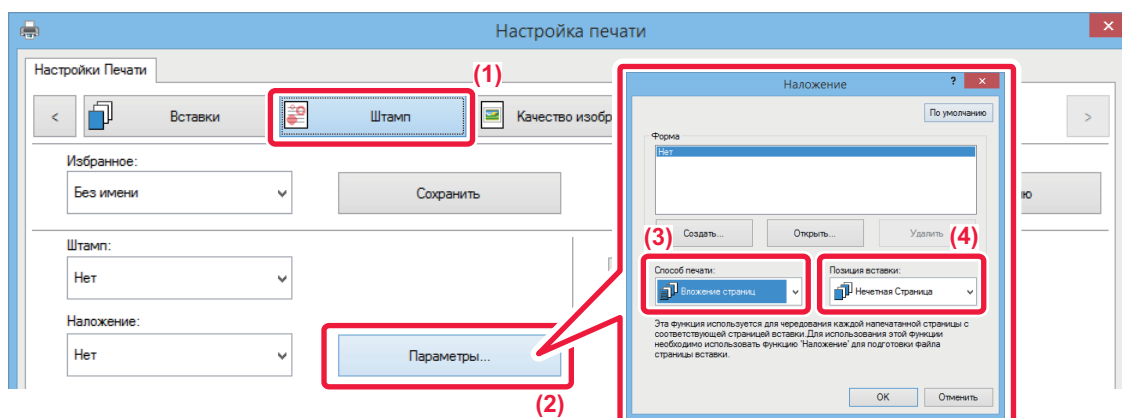 Настройка печати
Настройки Печати
(1)
<
Вставки
Штамп
Качество изобр
>
Избранное:
Без имени
Сохранить
ю
Штамп:
Нет
Наложение:
Нет
Параметры...
(2)
Наложение
?
По умолчанию
Форма
Нет
(3)
Создать...
Открыть...
Удалить
(4)
Способ печати:
Вложение страниц
Позиция вставки:
Нечетная Страница
Эта функция используется для чередования каждой напечатанной страницы с
соответствующей страницей вставки.Для использования этой функции
необходимо использовать функцию 'Наложение' для подготовки файла
страницы вставки.
OK
Отменить